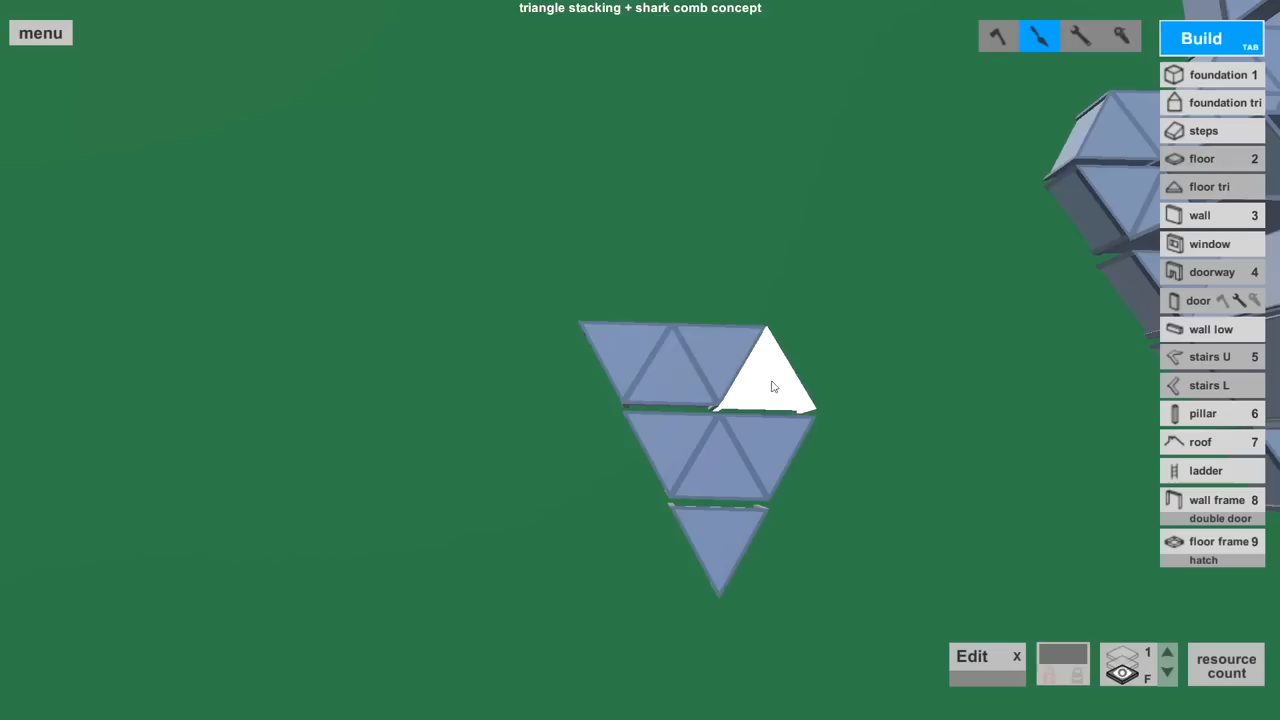 triangle stacking + shark comb concept
menu
Build
TAB
foundation 1
foundation tri
steps
floor 2
floor tri
wall 3
window
doorway 4
door
wall low
stairs U 5
stairs L
pillar 6
roof 7
ladder
wall frame 8
double door
floor frame 9
hatch
Edit X
1
F
resource
count